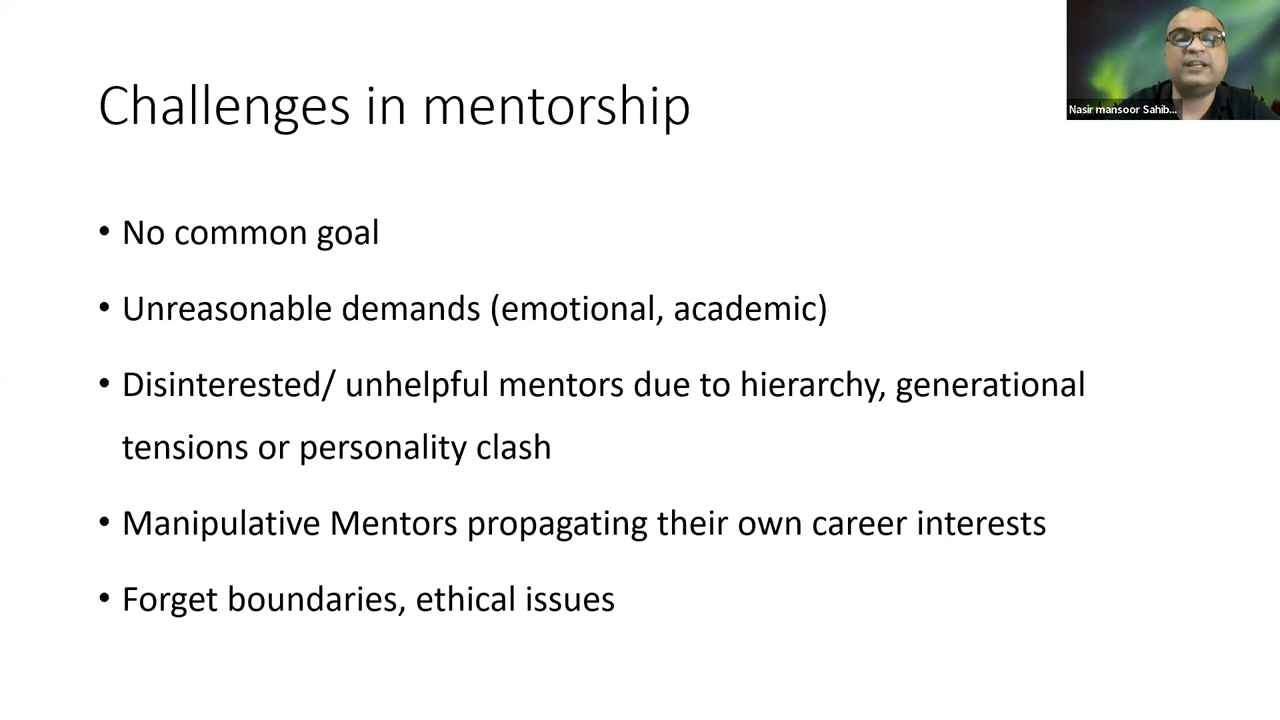 Challenges in mentorship
Nasir mansoor Sahib...
• No common goal
• Unreasonable demands (emotional, academic)
• Disinterested/ unhelpful mentors due to hierarchy, generational
tensions or personality clash
• Manipulative Mentors propagating their own career interests
• Forget boundaries, ethical issues